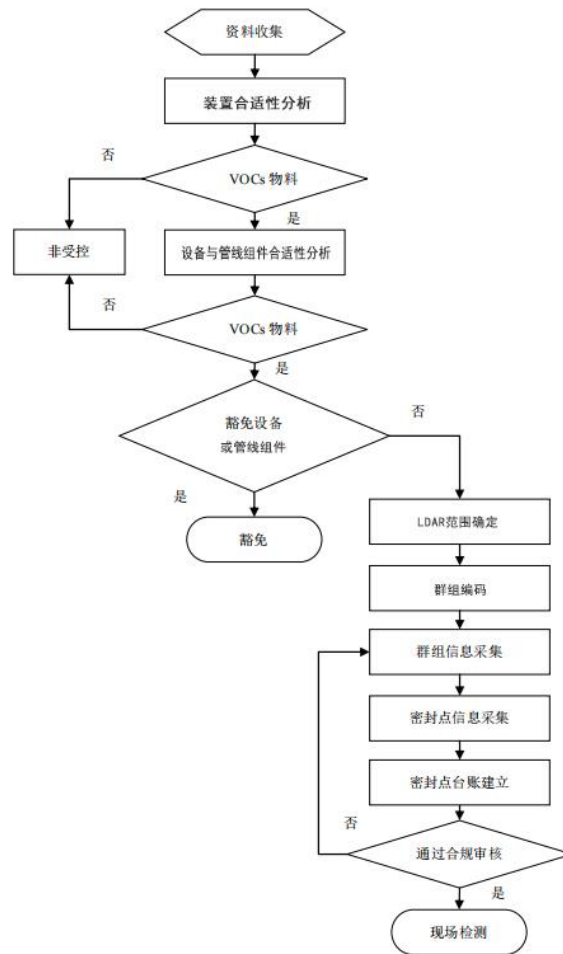 资料收集
装置合适性分析
否
VOCs 物料
是
非受控
设备与管线组件合适性分析
否
VOCs 物料
是
豁免设备
或管线组件
否
是
豁免
LDAR范围确定
群组编码
群组信息采集
密封点信息采集
密封点台账建立
否
通过合规审核
是
现场检测